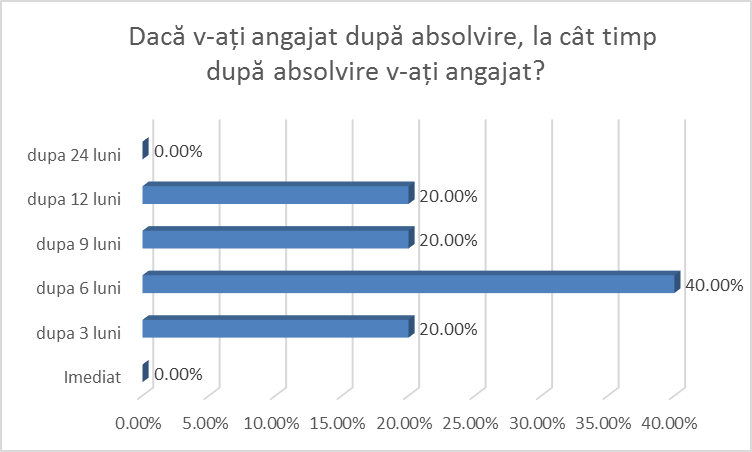 Dacă v-ați angajat după absolvire, la cât timp
după absolvire v-ați angajat?
dupa 24 luni 0.00%
dupa 12 luni 20.00%
dupa 9 luni 20.00%
dupa 6 luni 40.00%
dupa 3 luni 20.00%
Imediat 0.00%
0.00% 5.00% 10.00% 15.00% 20.00% 25.00% 30.00% 35.00% 40.00%